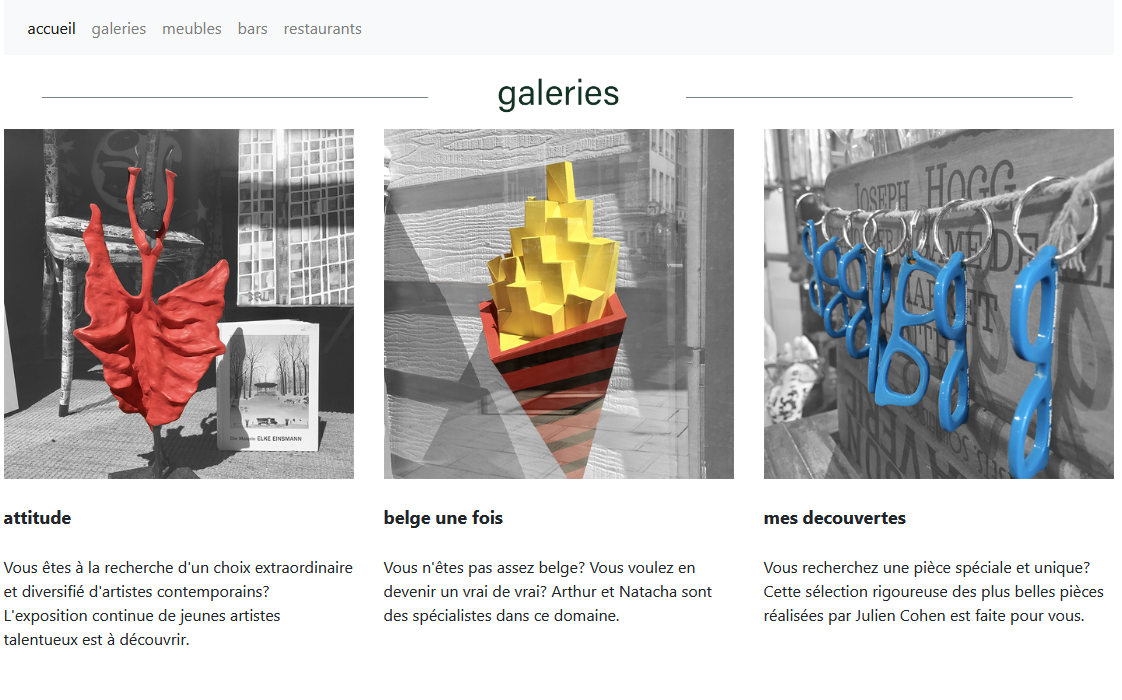 accueil galeries meubles bars restaurants
galeries
Die Malerin ELKE EINSMANN
JOSEPH HOGG
attitude
belge une fois
mes decouvertes
Vous êtes à la recherche d'un choix extraordinaire
et diversifié d'artistes contemporains?
L'exposition continue de jeunes artistes
talentueux est à découvrir.
Vous n'êtes pas assez belge? Vous voulez en
devenir un vrai de vrai? Arthur et Natacha sont
des spécialistes dans ce domaine.
Vous recherchez une pièce spéciale et unique?
Cette sélection rigoureuse des plus belles pièces
réalisées par Julien Cohen est faite pour vous.